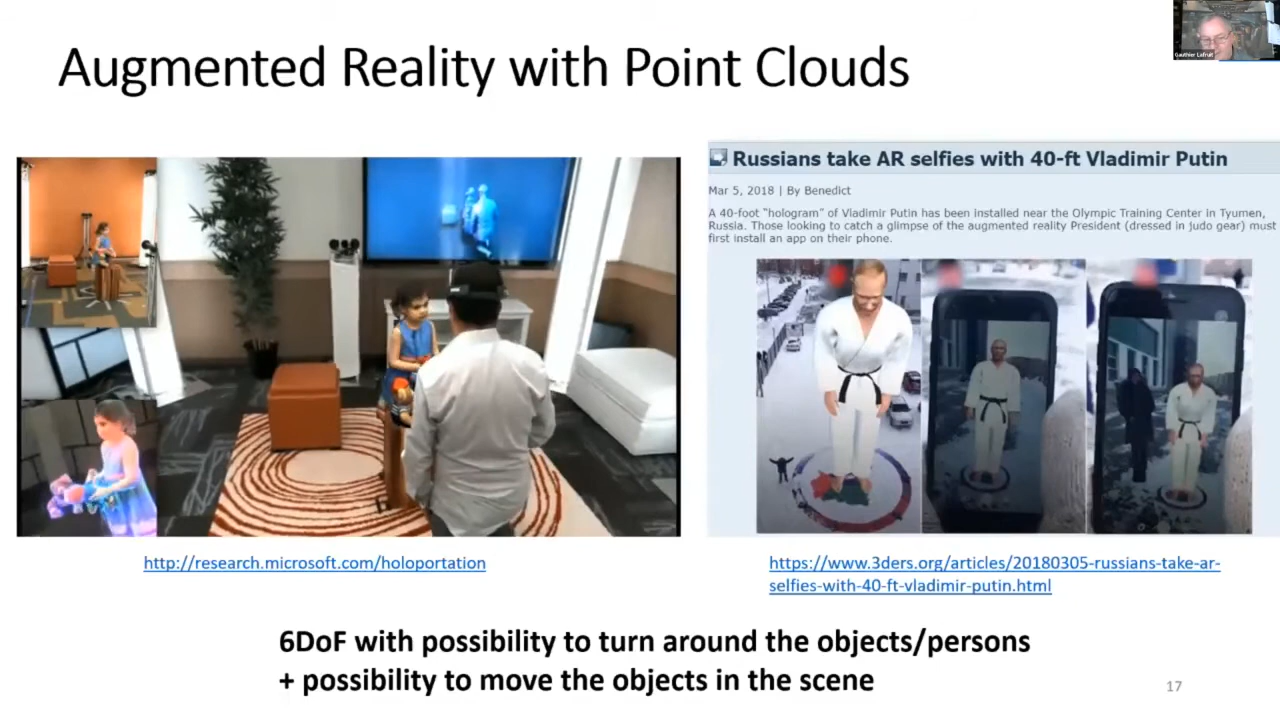 Augmented Reality with Point Clouds
Gauthier Lafruit
Russians take AR selfies with 40-ft Vladimir Putin
Mar 5, 2018 | By Benedict
A 40-foot "hologram" of Vladimir Putin has been installed near the Olympic Training Center in Tyumen,
Russia. Those looking to catch a glimpse of the augmented reality President (dressed in judo gear) must
first install an app on their phone.
http://research.microsoft.com/holoportation
https://www.3ders.org/articles/20180305-russians-take-ar-
selfies-with-40-ft-vladimir-putin.html
6DoF with possibility to turn around the objects/persons
+ possibility to move the objects in the scene
17